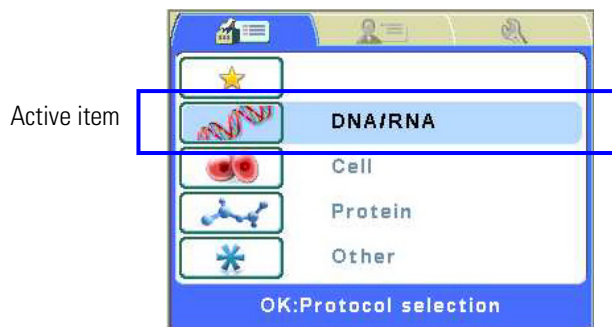 Active item
DNA/RNA
Cell
Protein
Other
OK:Protocol selection